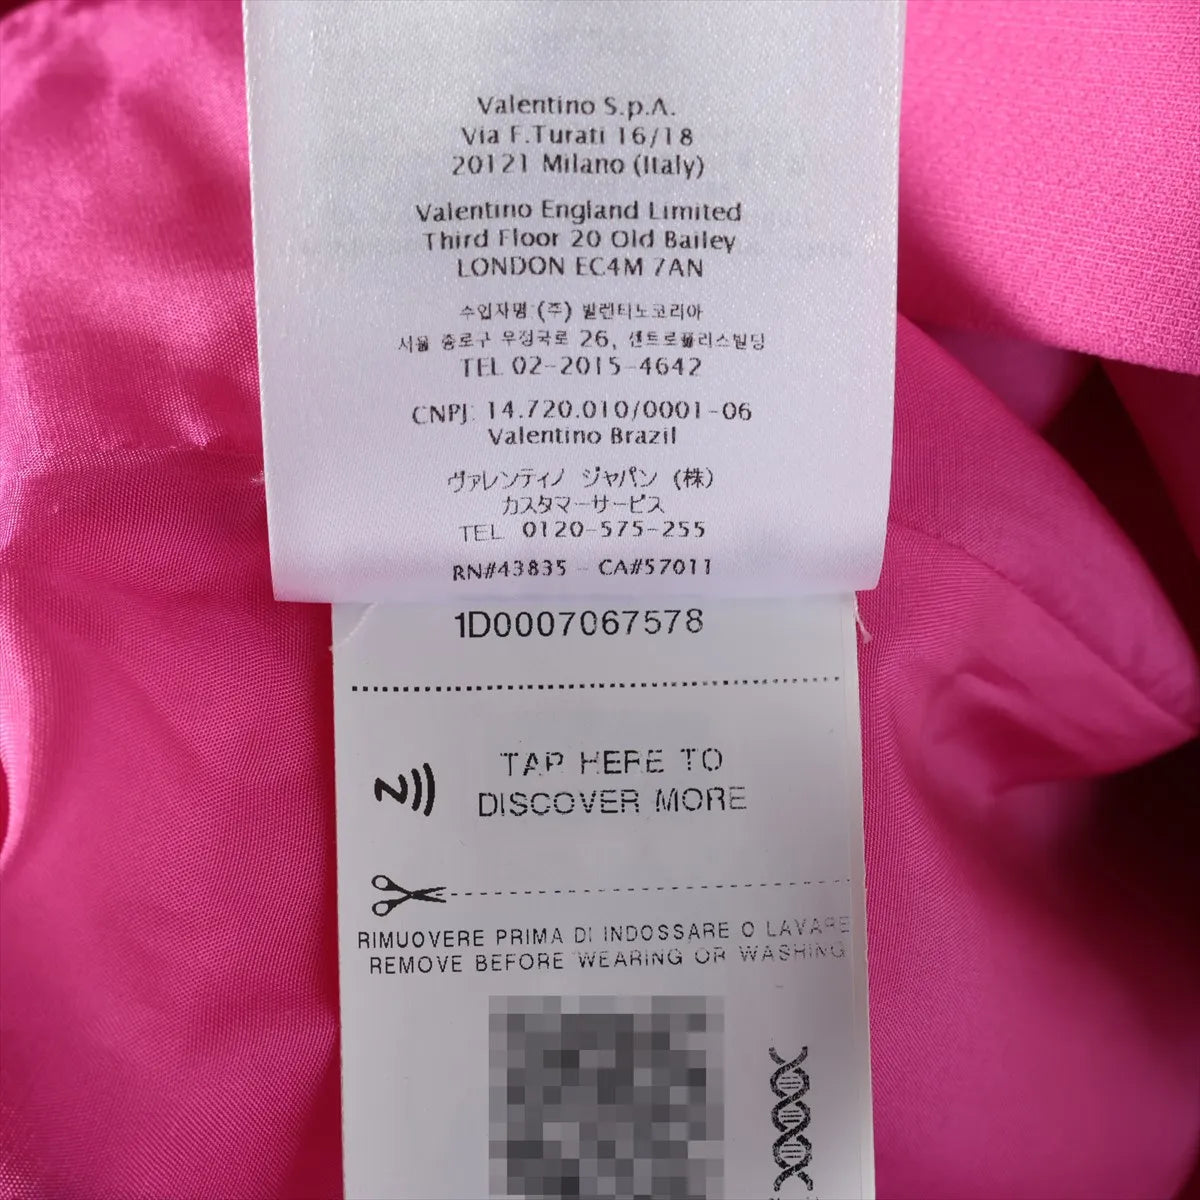 Valentino S.p.A.
Via F.Turati 16/18
20121 Milano (Italy)
Valentino England Limited
Third Floor 20 Old Bailey
LONDON EC4M 7AN
수입자명 (주) 발렌티노코리아
서울 종로구 우정국로 26, 센트로폴리스빌딩
TEL 02-2015-4642
CNPJ: 14.720.010/0001-06
Valentino Brazil
ヴァレンティノ ジャパン (株)
カスタマーサービス
TEL 0120-575-255
RN#43835 - CA#57011
1D0007067578
TAP HERE TO
DISCOVER MORE
RIMUOVERE PRIMA DI INDOSSARE O LAVARE
REMOVE BEFORE WEARING OR WASHING